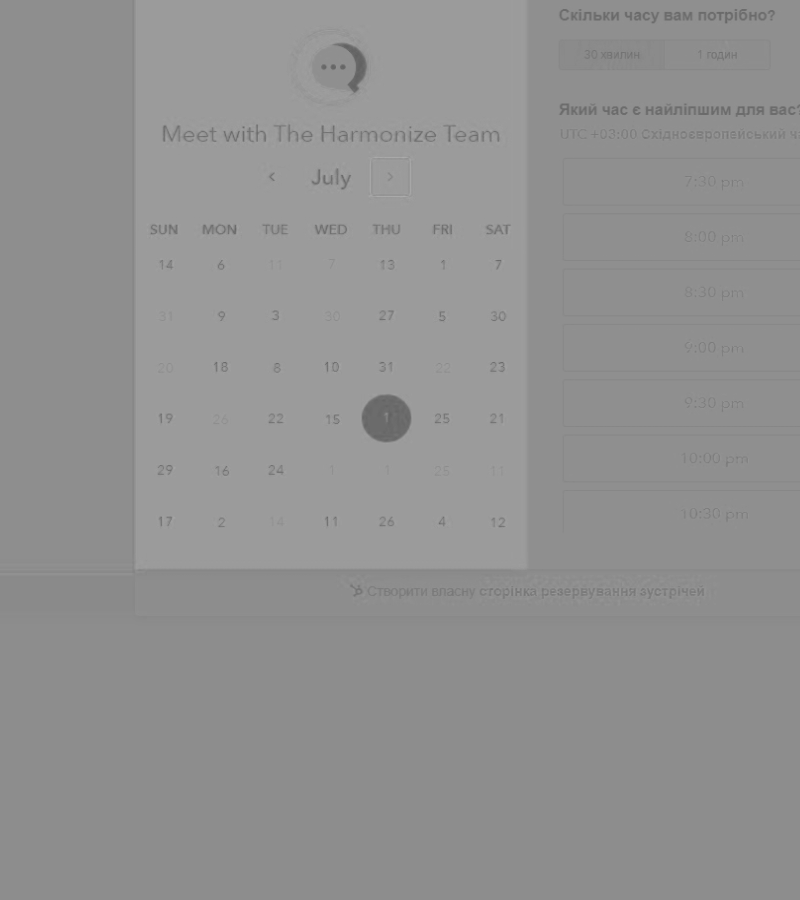 Meet with The Harmonize Team
July
SUN MON TUE WED THU FRI SAT
14 6 11 7 13 1 7
31 9 3 30 27 5 30
20 18 8 10 31 22 23
19 26 22 15 1 25 21
29 16 24 1 1 25 11
17 2 14 11 26 4 12
Скільки часу вам потрібно?
30 хвилин 1 годин
Який час є найліпшим для вас?
UTC +03:00 Східноєвропейський
7:30 pm
8:00 pm
8:30 pm
9:00 pm
9:30 pm
10:00 pm
10:30 pm
Створити власну сторінка резервування зустрічей